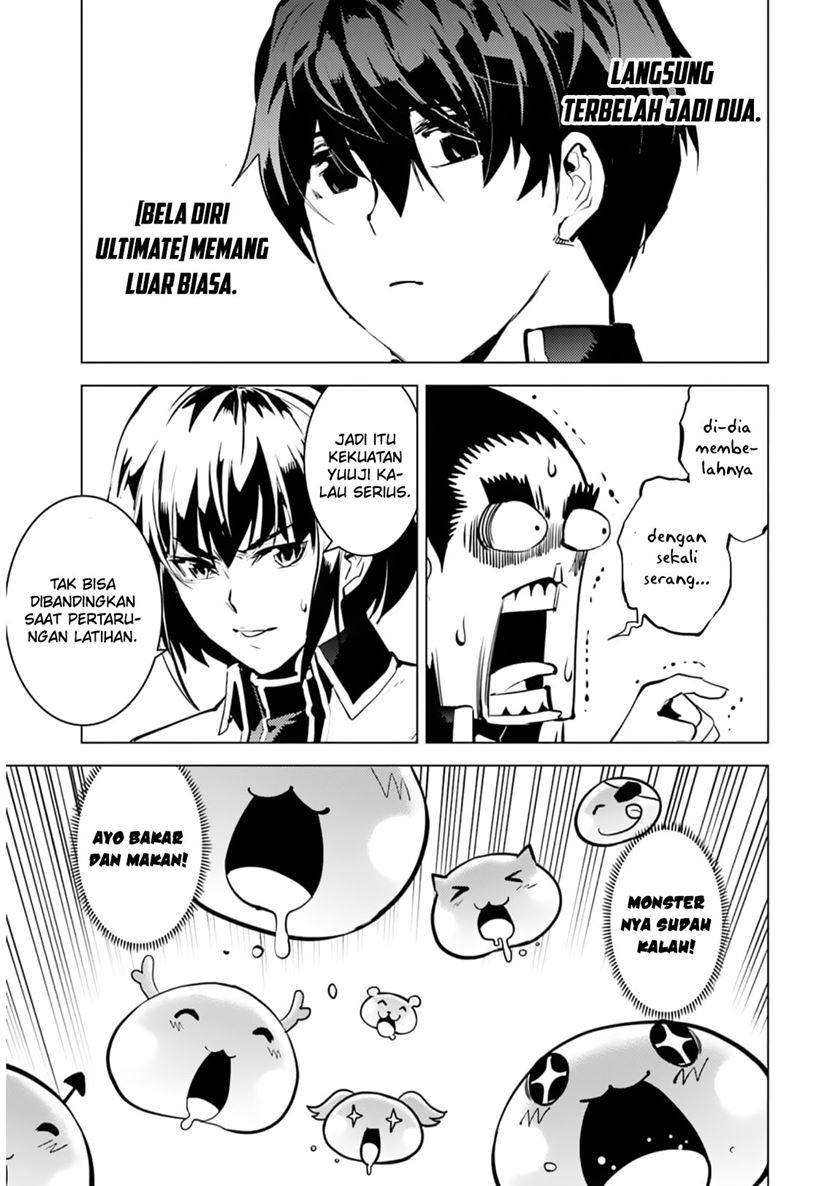 LANGSUNG
TERBELAH JADI DUA.
[BELA DIRI
ULTIMATE] MEMANG
LUAR BIASA.
di-dia
membe-
lahnya
dengan
sekali
serang...
JADI ITU
KEKUATAN
YUUJI KA-
LAU SERIUS.
TAK BISA
DIBANDINGKAN
SAAT PERTARU-
NGAN LATIHAN.
MONSTER
NYA SUDAH
KALAH!
AYO BAKAR
DAN MAKAN!